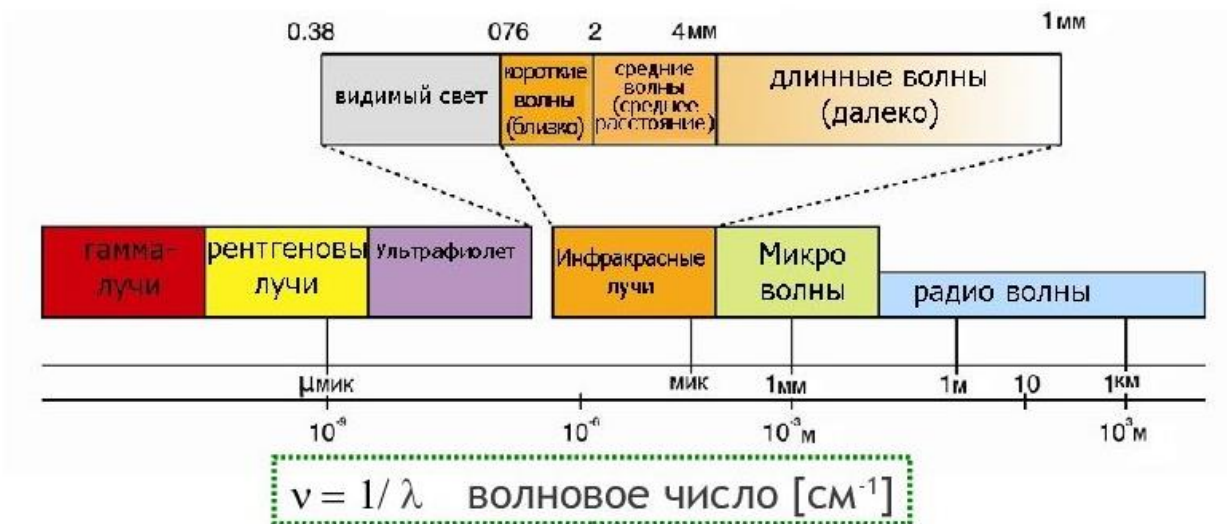 0.38 076 2 4мм 1мм
видимый свет
короткие
волны
(близко)
средние
волны
(среднее
расстояние)
длинные волны
(далеко)
гамма-
лучи
рентгеновы
лучи
Ультрафиолет
Инфракрасные
лучи
Микро
волны
радио волны
μмик мик 1мм 1м 10 1км
10⁻⁹ 10⁻⁶ 10⁻³м 10³м
ν = 1/ λ волновое число [см⁻¹]